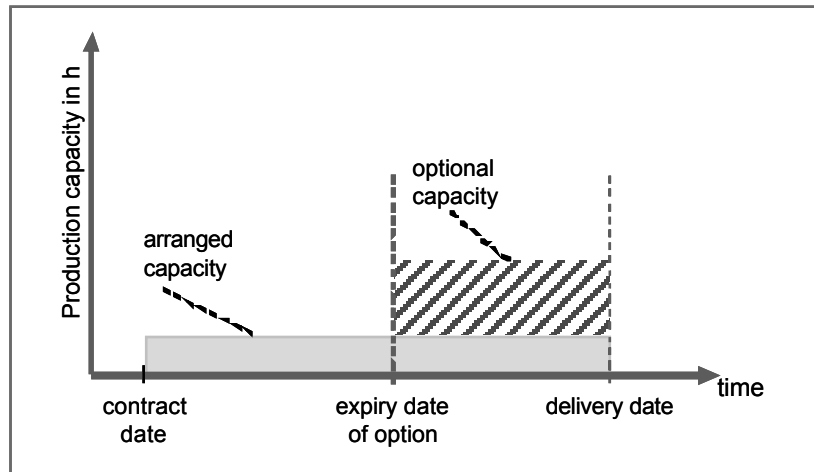 Production capacity in h
optional
capacity
arranged
capacity
time
contract
date
expiry date
of option
delivery date